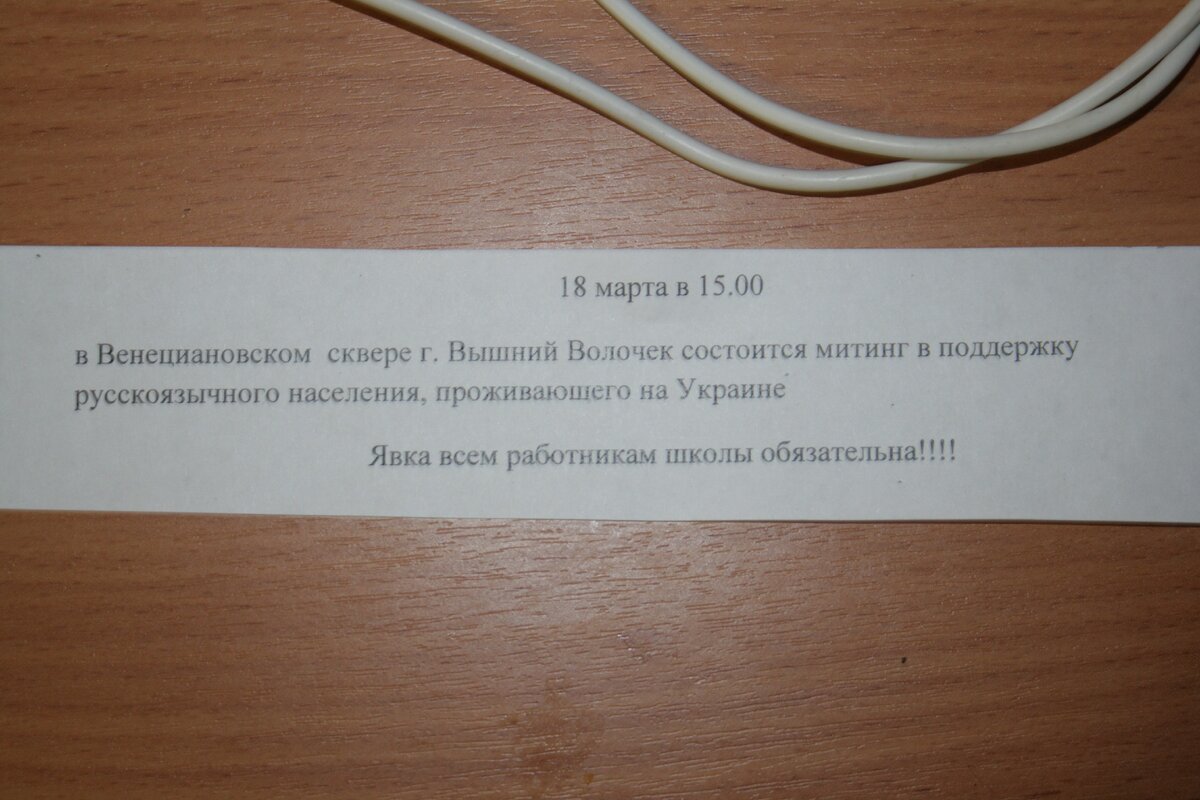 18 марта в 15.00
в Венециановском сквере г. Вышний Волочек состоится митинг в поддержку
русскоязычного населения, проживающего на Украине
Явка всем работникам школы обязательна!!!!